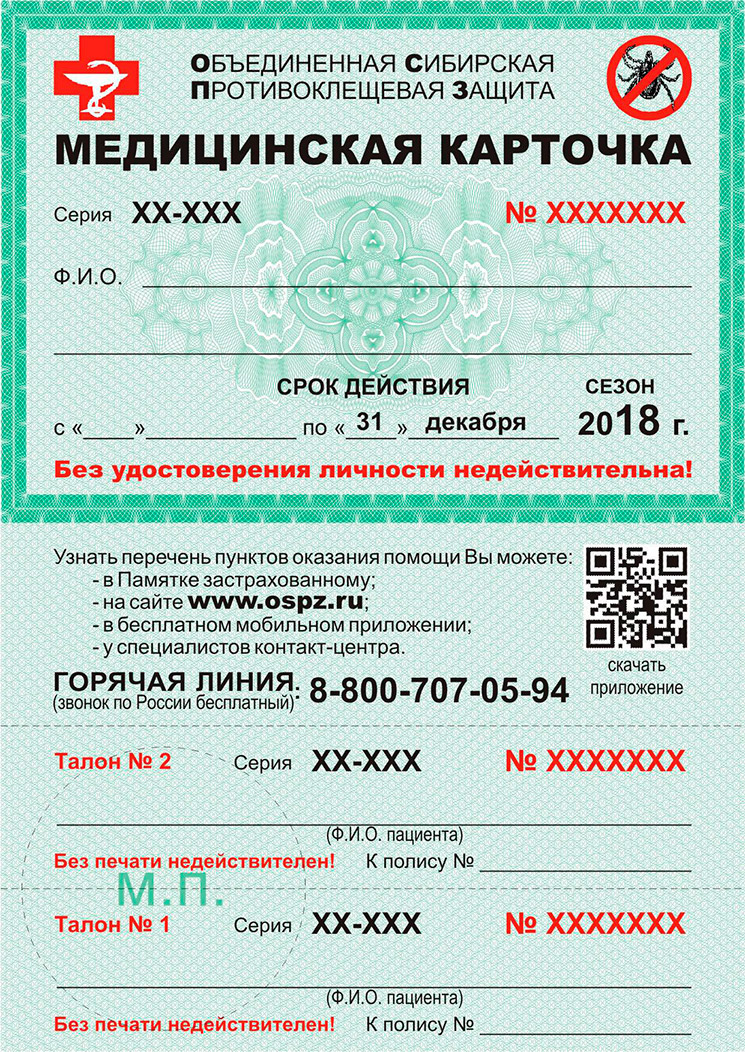 ОБЪЕДИНЕННАЯ СИБИРСКАЯ
ПРОТИВОКЛЕЩЕВАЯ ЗАЩИТА
МЕДИЦИНСКАЯ КАРТОЧКА
Серия XX-XXX № XXXXXXX
Ф.И.О.
СРОК ДЕЙСТВИЯ СЕЗОН
с «____»____________ по «31» декабря 2018 г.
Без удостоверения личности недействительна!
Узнать перечень пунктов оказания помощи Вы можете:
- в Памятке застрахованному;
- на сайте www.ospz.ru;
- в бесплатном мобильном приложении;
- у специалистов контакт-центра.
скачать
приложение
ГОРЯЧАЯ ЛИНИЯ: 8-800-707-05-94
(звонок по России бесплатный)
Талон № 2 Серия XX-XXX № XXXXXXX
(Ф.И.О. пациента)
Без печати недействителен! К полису №
М.П.
Талон № 1 Серия XX-XXX № XXXXXXX
(Ф.И.О. пациента)
Без печати недействителен! К полису №